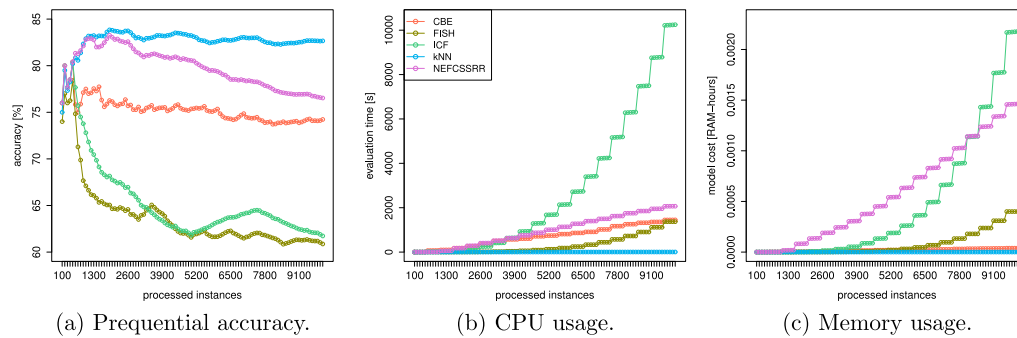 accuracy [%]
85
80
75
70
65
60
100 1300 2600 3900 5200 6500 7800 9100
processed instances
(a) Prequential accuracy.
CBE
FISH
ICF
kNN
NEFCSSRR
evaluation time [s]
10000
8000
6000
4000
2000
0
100 1300 2600 3900 5200 6500 7800 9100
processed instances
(b) CPU usage.
model cost [RAM−hours]
0.0020
0.0015
0.0010
0.0005
0.0000
100 1300 2600 3900 5200 6500 7800 9100
processed instances
(c) Memory usage.